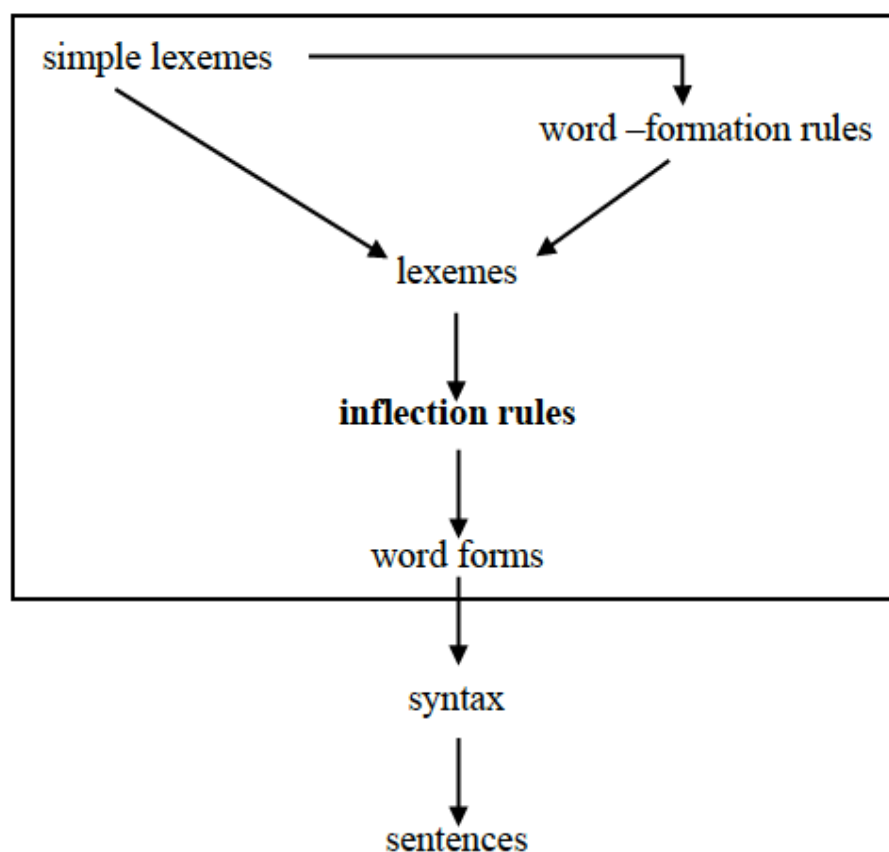 simple lexemes
word –formation rules
lexemes
inflection rules
word forms
syntax
sentences